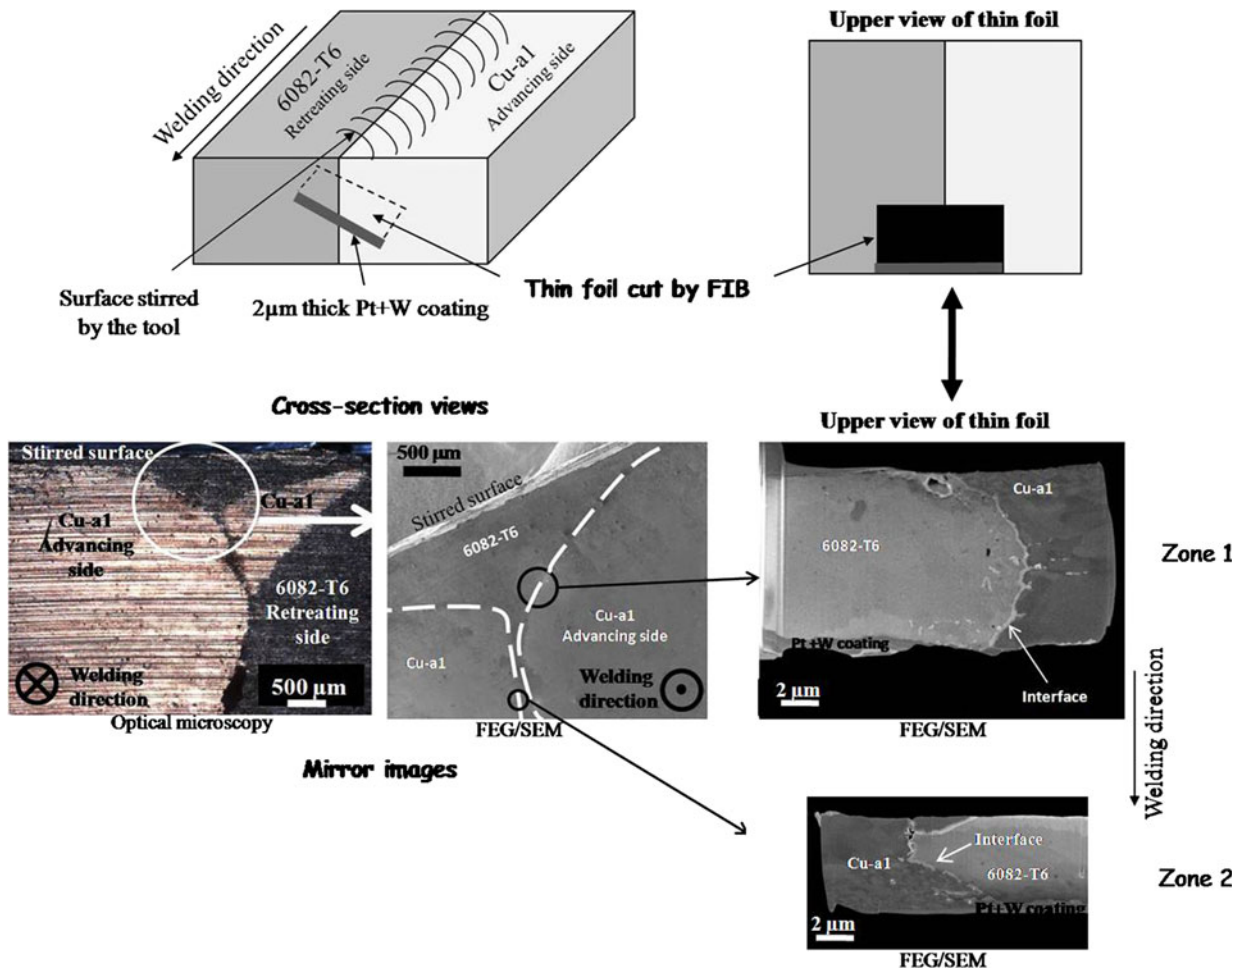 Upper view of thin foil
Welding direction
6082-T6
Retreating side
Cu-a1
Advancing side
Surface stirred
by the tool
2µm thick Pt+W coating
Thin foil cut by FIB
Cross-section views
Upper view of thin foil
Stirred surface
Cu-a1
Cu-a1
Advancing
side
6082-T6
Retreating
side
Welding
direction
500 µm
Optical microscopy
500 µm
Stirred surface
6082-T6
Cu-a1
Advancing side
Cu-a1
Welding
direction
FEG/SEM
Cu-a1
6082-T6
Pt+W coating
Interface
2 µm
FEG/SEM
Zone 1
Welding direction
Mirror images
Interface
Cu-a1
6082-T6
Pt+W coating
2 µm
FEG/SEM
Zone 2